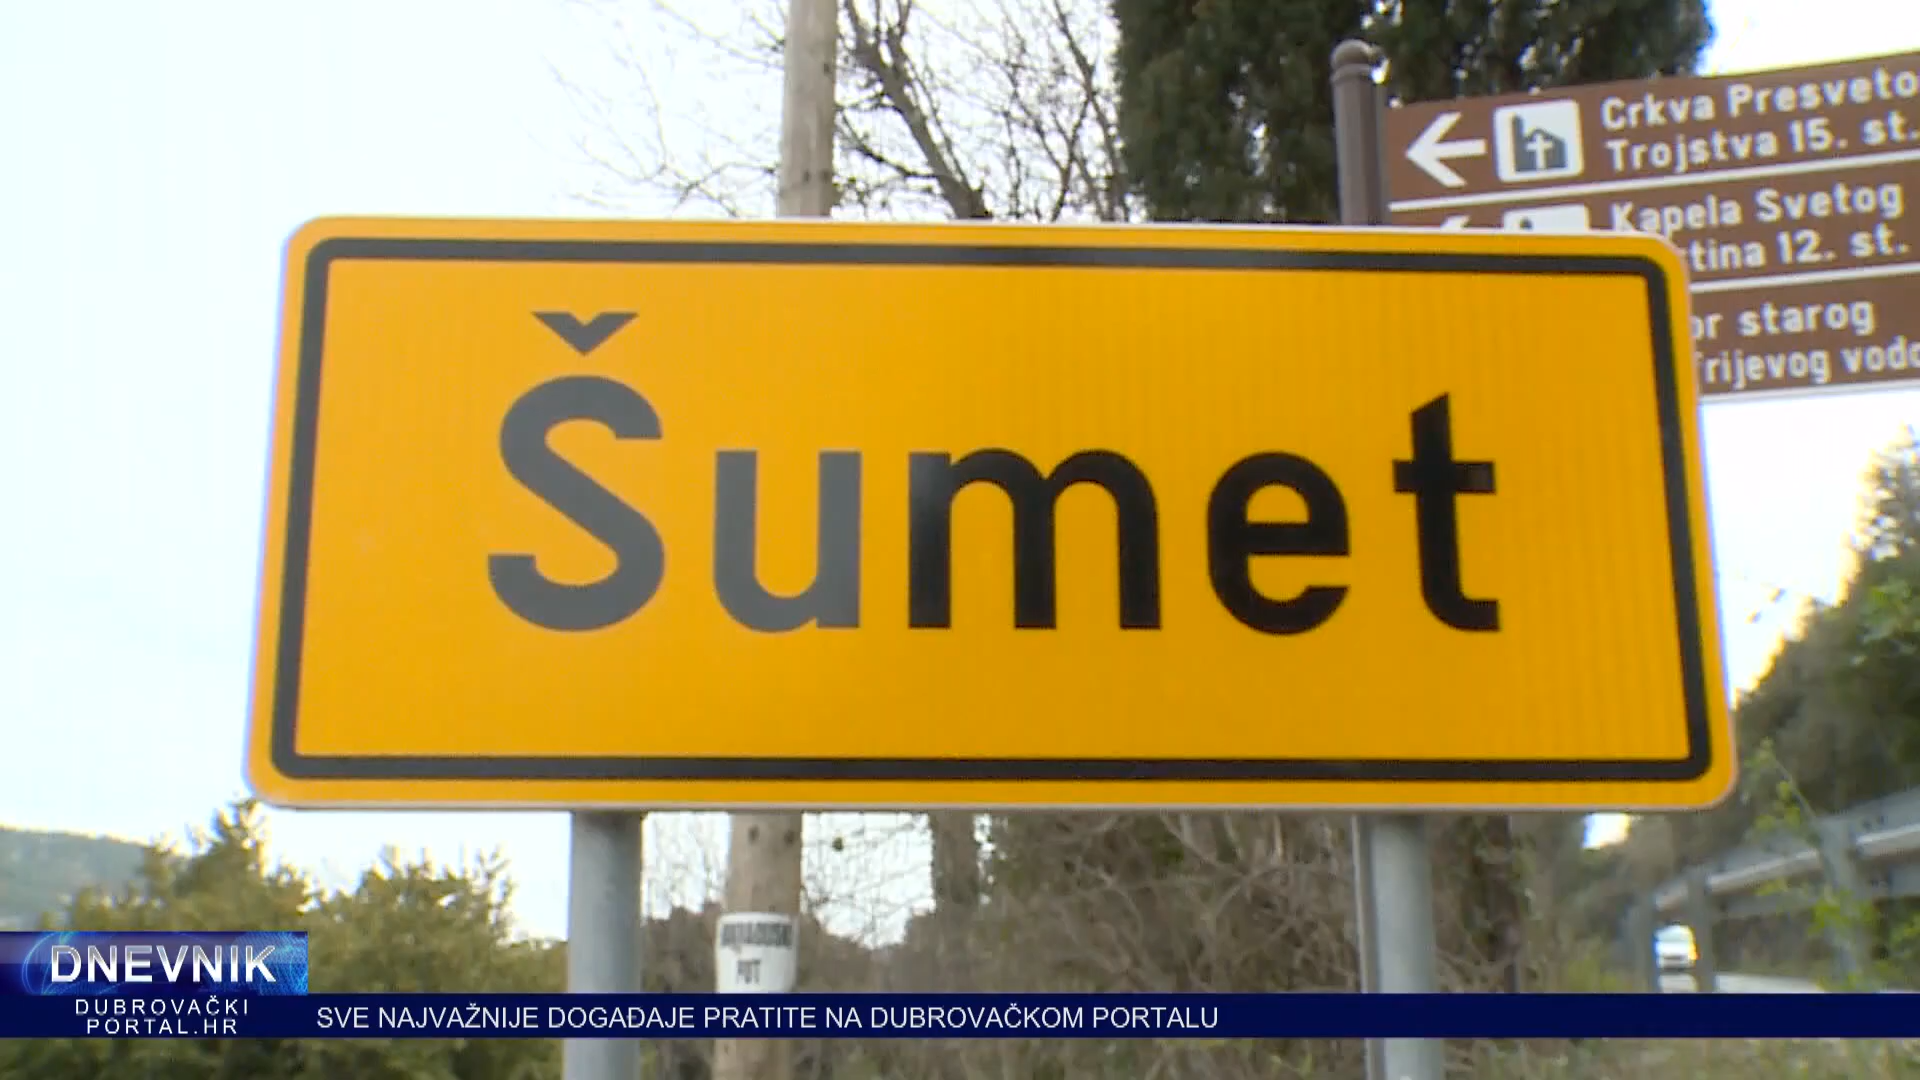 Crkva Presveto
Trojstva 15. st.
Kapela Svetog
tina 12. st.
or starog
rijevog vodo
Šumet
PUT
DNEVNIK
DUBROVAČKI
PORTAL.HR
SVE NAJVAŽNIJE DOGAĐAJE PRATITE NA DUBROVAČKOM PORTALU